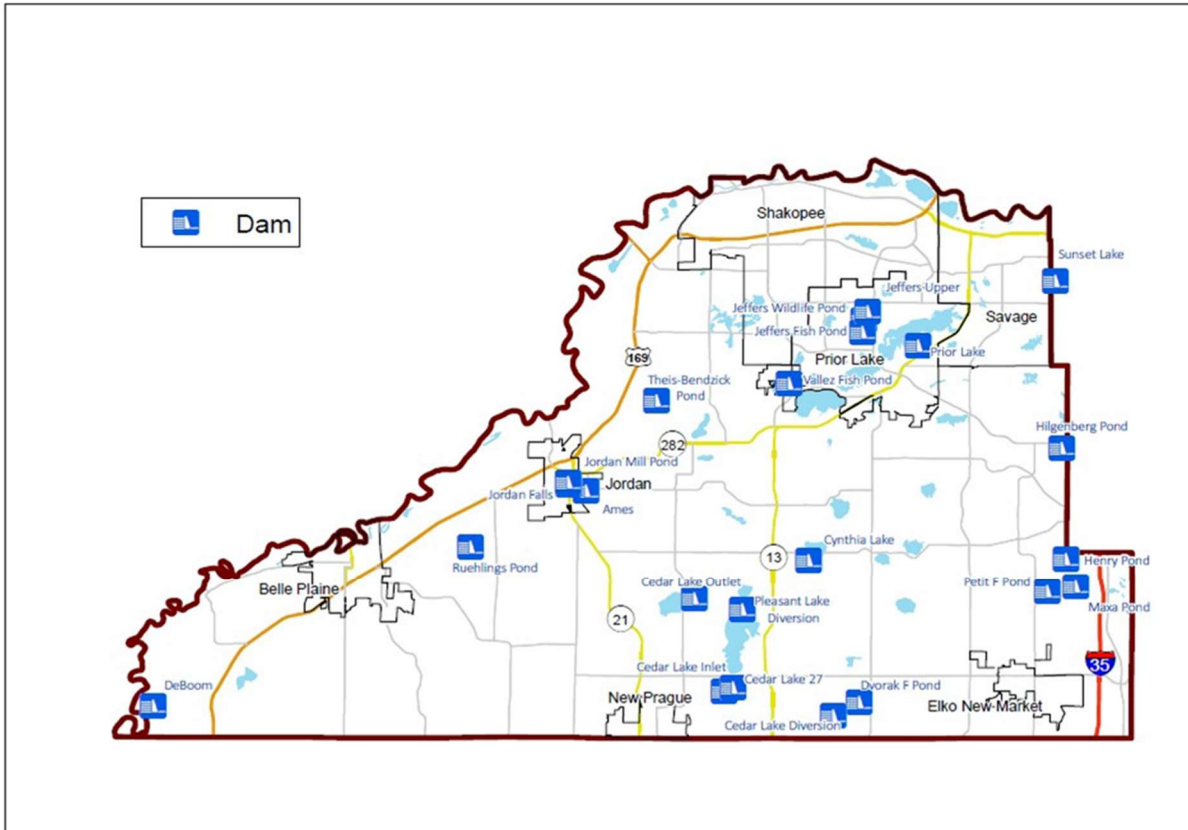 Dam
Shakopee
Sunset Lake
Jeffers Upper
Jeffers Wildlife Pond
Savage
Jeffers Fish Pond
Prior Lake
Prior Lake
169
Theis-Bendzick
Pond
Vallez Fish Pond
Hilgenberg Pond
282
Jordan Mill Pond
Jordan Falls
Jordan
Ames
Cynthia Lake
13
Henry Pond
Ruehlings Pond
Belle Plaine
Cedar Lake Outlet
Petit F Pond
Pleasant Lake
Diversion
Maxa Pond
21
Cedar Lake Inlet
35
DeBoom
Cedar Lake 27
Dvorak F Pond
New Prague
Elko New Market
Cedar Lake Diversion